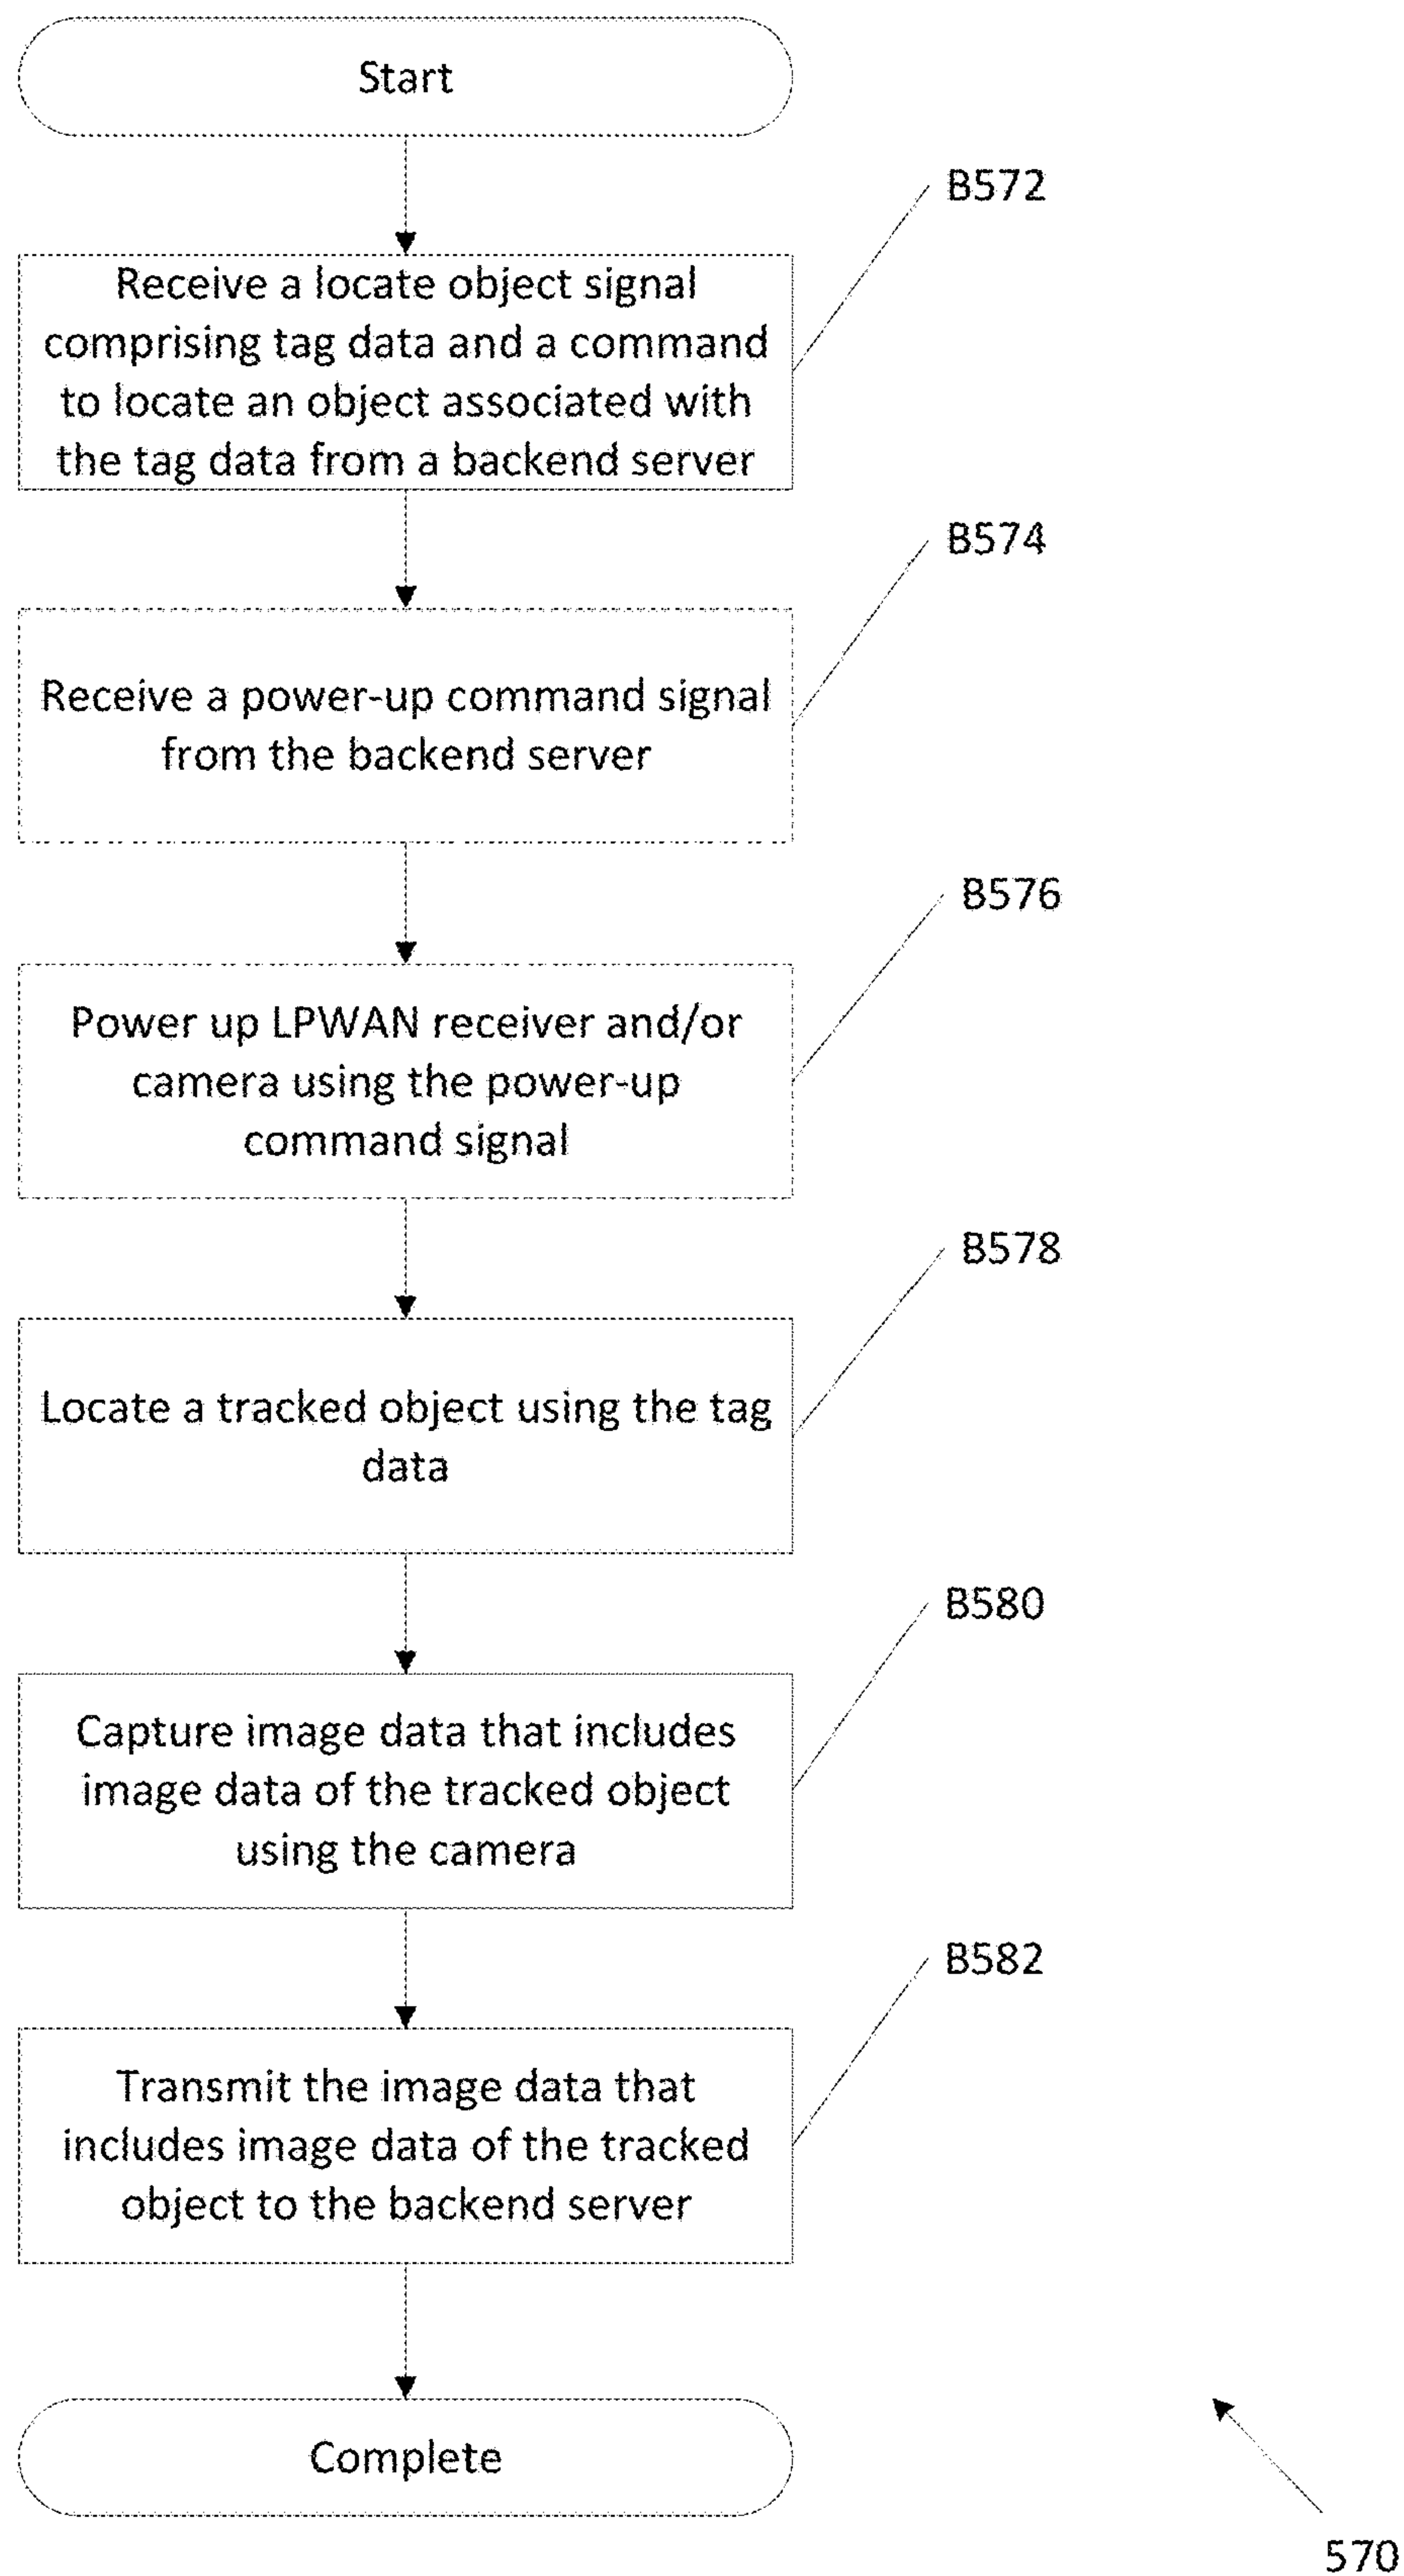 Start
B572
Receive a locate object signal
comprising tag data and a command
to locate an object associated with
the tag data from a backend server
B574
Receive a power-up command signal
from the backend server
B576
Power up LPWAN receiver and/or
camera using the power-up
command signal
B578
Locate a tracked object using the tag
data
B580
Capture image data that includes
image data of the tracked object
using the camera
B582
Transmit the image data that
includes image data of the tracked
object to the backend server
Complete
570